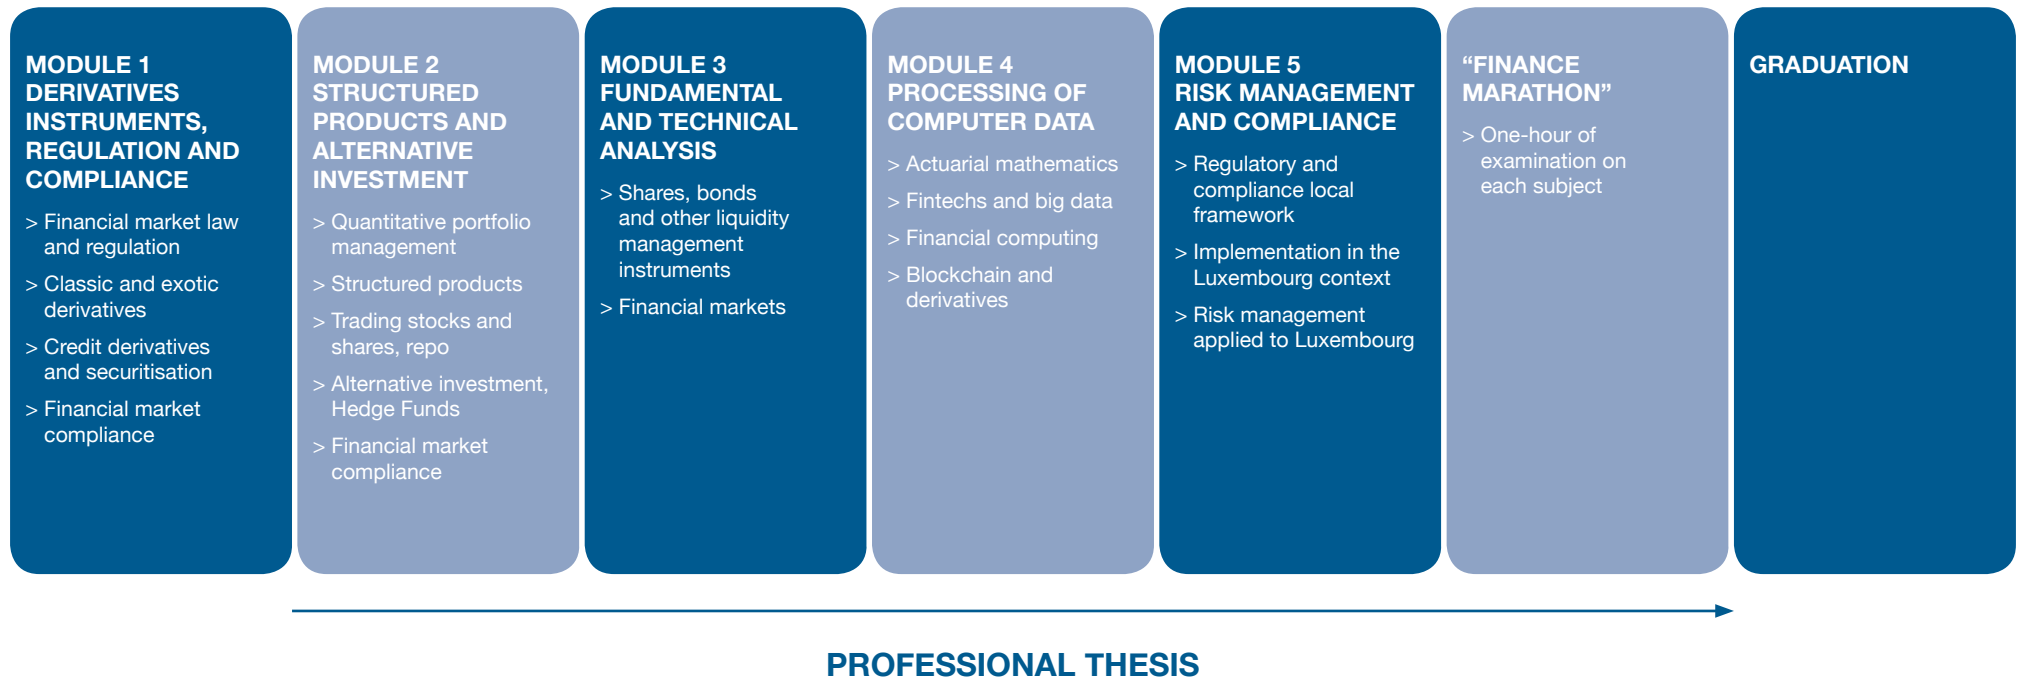 MODULE 1
DERIVATIVES
INSTRUMENTS,
REGULATION AND
COMPLIANCE
> Financial market law
and regulation
> Classic and exotic
derivatives
> Credit derivatives
and securitisation
> Financial market
compliance
MODULE 2
STRUCTURED
PRODUCTS AND
ALTERNATIVE
INVESTMENT
> Quantitative portfolio
management
> Structured products
> Trading stocks and
shares, repo
> Alternative investment,
Hedge Funds
> Financial market
compliance
MODULE 3
FUNDAMENTAL
AND TECHNICAL
ANALYSIS
> Shares, bonds
and other liquidity
management
instruments
> Financial markets
MODULE 4
PROCESSING OF
COMPUTER DATA
> Actuarial mathematics
> Fintechs and big data
> Financial computing
> Blockchain and
derivatives
MODULE 5
RISK MANAGEMENT
AND COMPLIANCE
> Regulatory and
compliance local
framework
> Implementation in the
Luxembourg context
> Risk management
applied to Luxembourg
“FINANCE
MARATHON”
> One-hour of
examination on
each subject
GRADUATION
PROFESSIONAL THESIS